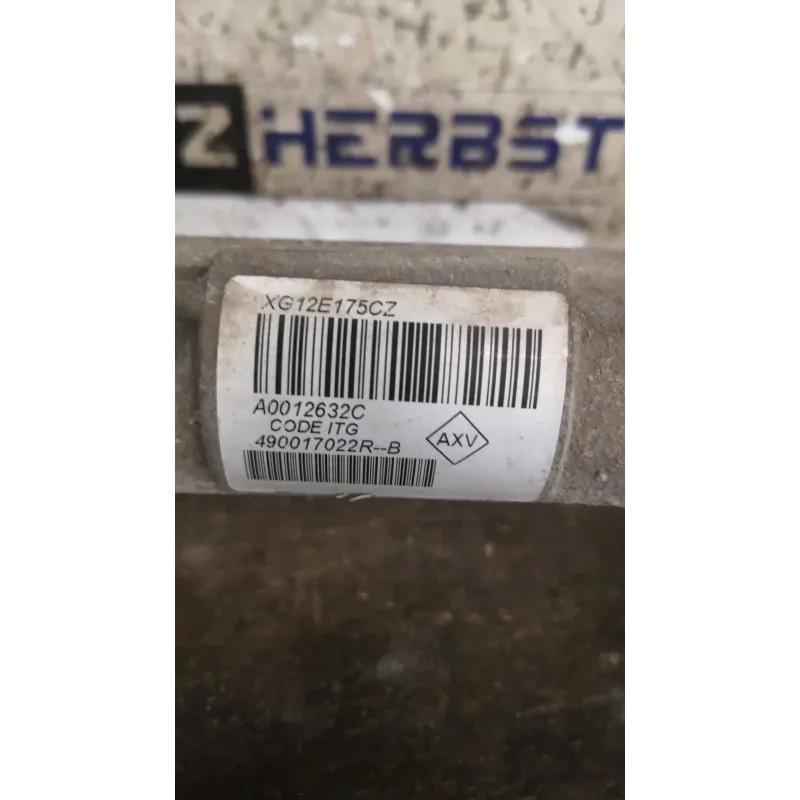 Z HERBST
XG12E175CZ
A0012632C
CODE ITG
490017022R--B
AXV